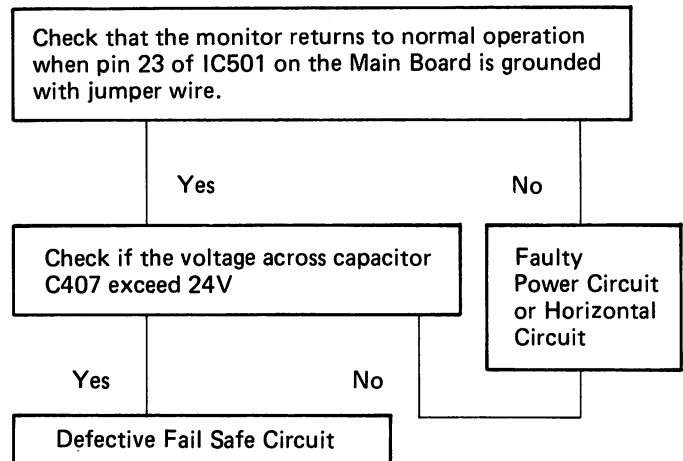 Check that the monitor returns to normal operation
when pin 23 of IC501 on the Main Board is grounded
with jumper wire.
Yes
No
Check if the voltage across capacitor
C407 exceed 24V
Faulty
Power Circuit
or Horizontal
Circuit
Yes
No
Defective Fail Safe Circuit